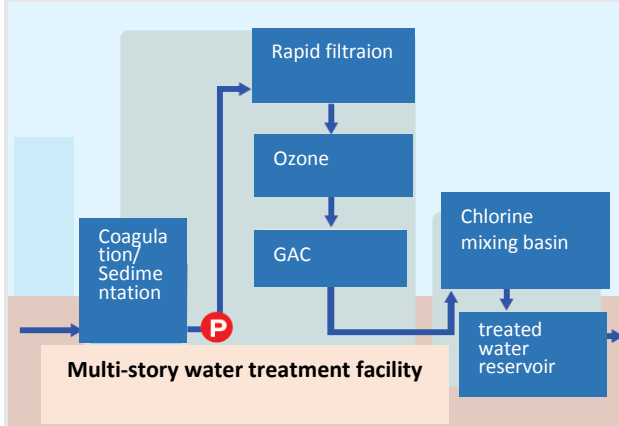 Rapid filtraion
Ozone
GAC
Coagula
tion/
Sedime
ntation
P
Chlorine
mixing basin
treated
water
reservoir
Multi-story water treatment facility